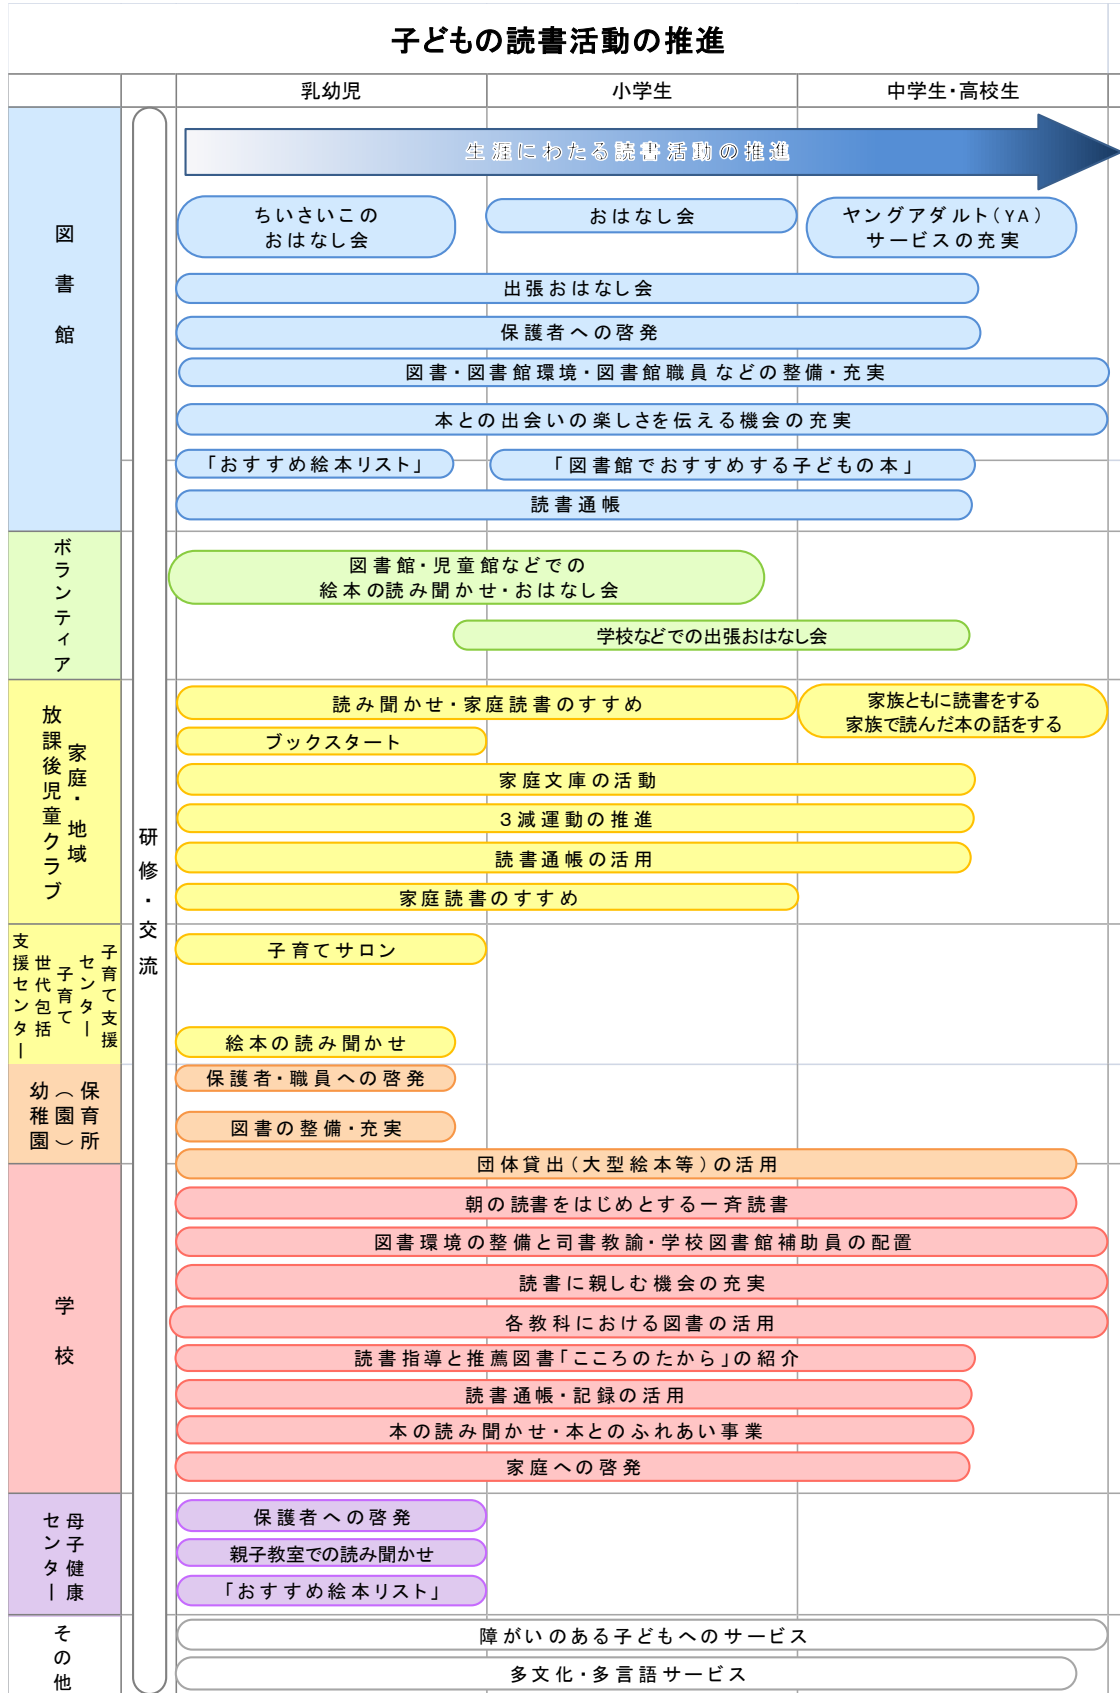 子どもの読書活動の推進
乳幼児
小学生
中学生・高校生
図書館
研修・交流
生涯にわたる読書活動の推進
ちいさいこの
おはなし会
おはなし会
ヤングアダルト(YA)
サービスの充実
出張おはなし会
保護者への啓発
図書・図書館環境・図書館職員などの整備・充実
本との出会いの楽しさを伝える機会の充実
「おすすめ絵本リスト」
「図書館でおすすめする子どもの本」
読書通帳
ボランティア
図書館・児童館などでの
絵本の読み聞かせ・おはなし会
学校などでの出張おはなし会
家庭・地域
放課後児童クラブ
読み聞かせ・家庭読書のすすめ
家族ともに読書をする
家族で読んだ本の話をする
ブックスタート
家庭文庫の活動
3減運動の推進
読書通帳の活用
家庭読書のすすめ
子育て支援
センター
子育て
世代包括
支援センター
子育てサロン
絵本の読み聞かせ
保育所
(園)
幼稚園
保護者・職員への啓発
図書の整備・充実
団体貸出(大型絵本等)の活用
学校
朝の読書をはじめとする一斉読書
図書環境の整備と司書教諭・学校図書館補助員の配置
読書に親しむ機会の充実
各教科における図書の活用
読書指導と推薦図書「こころのたから」の紹介
読書通帳・記録の活用
本の読み聞かせ・本とのふれあい事業
家庭への啓発
母子健康
センター
保護者への啓発
親子教室での読み聞かせ
「おすすめ絵本リスト」
その他
障がいのある子どもへのサービス
多文化・多言語サービス